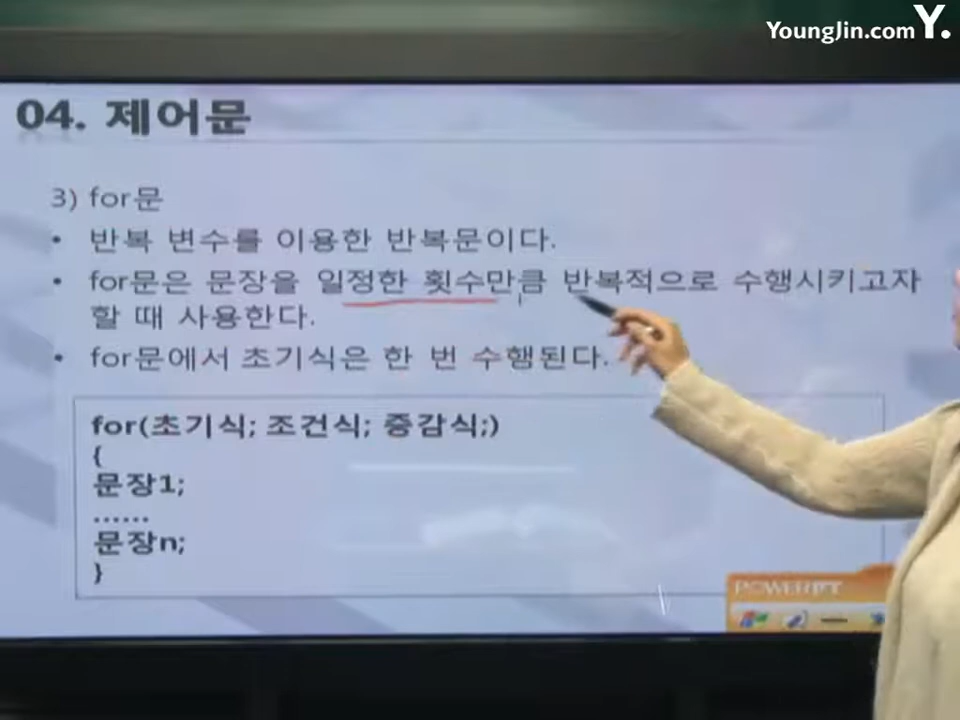 YoungJin.com Y.
04. 제어문
3) for문
• 반복 변수를 이용한 반복문이다.
• for문은 문장을 일정한 횟수만큼 반복적으로 수행시키고자
할 때 사용한다.
• for문에서 초기식은 한 번 수행된다.
for(초기식; 조건식; 증감식;)
{
문장1;
......
문장n;
}
POWERPT